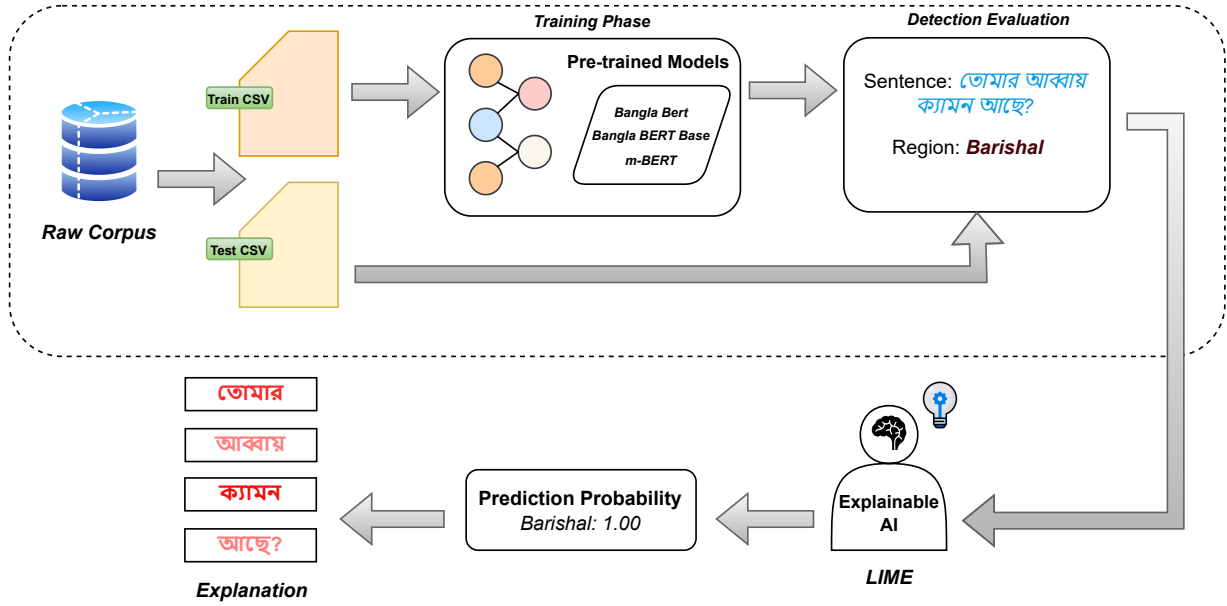 Training Phase
Detection Evaluation
Train CSV
Pre-trained Models
Bangla Bert
Bangla BERT Base
m-BERT
Sentence: তোমার আব্বায়
ক্যামন আছে?
Region: Barishal
Raw Corpus
Test CSV
তোমার
আব্বায়
ক্যামন
আছে?
Explanation
Prediction Probability
Barishal: 1.00
Explainable
AI
LIME